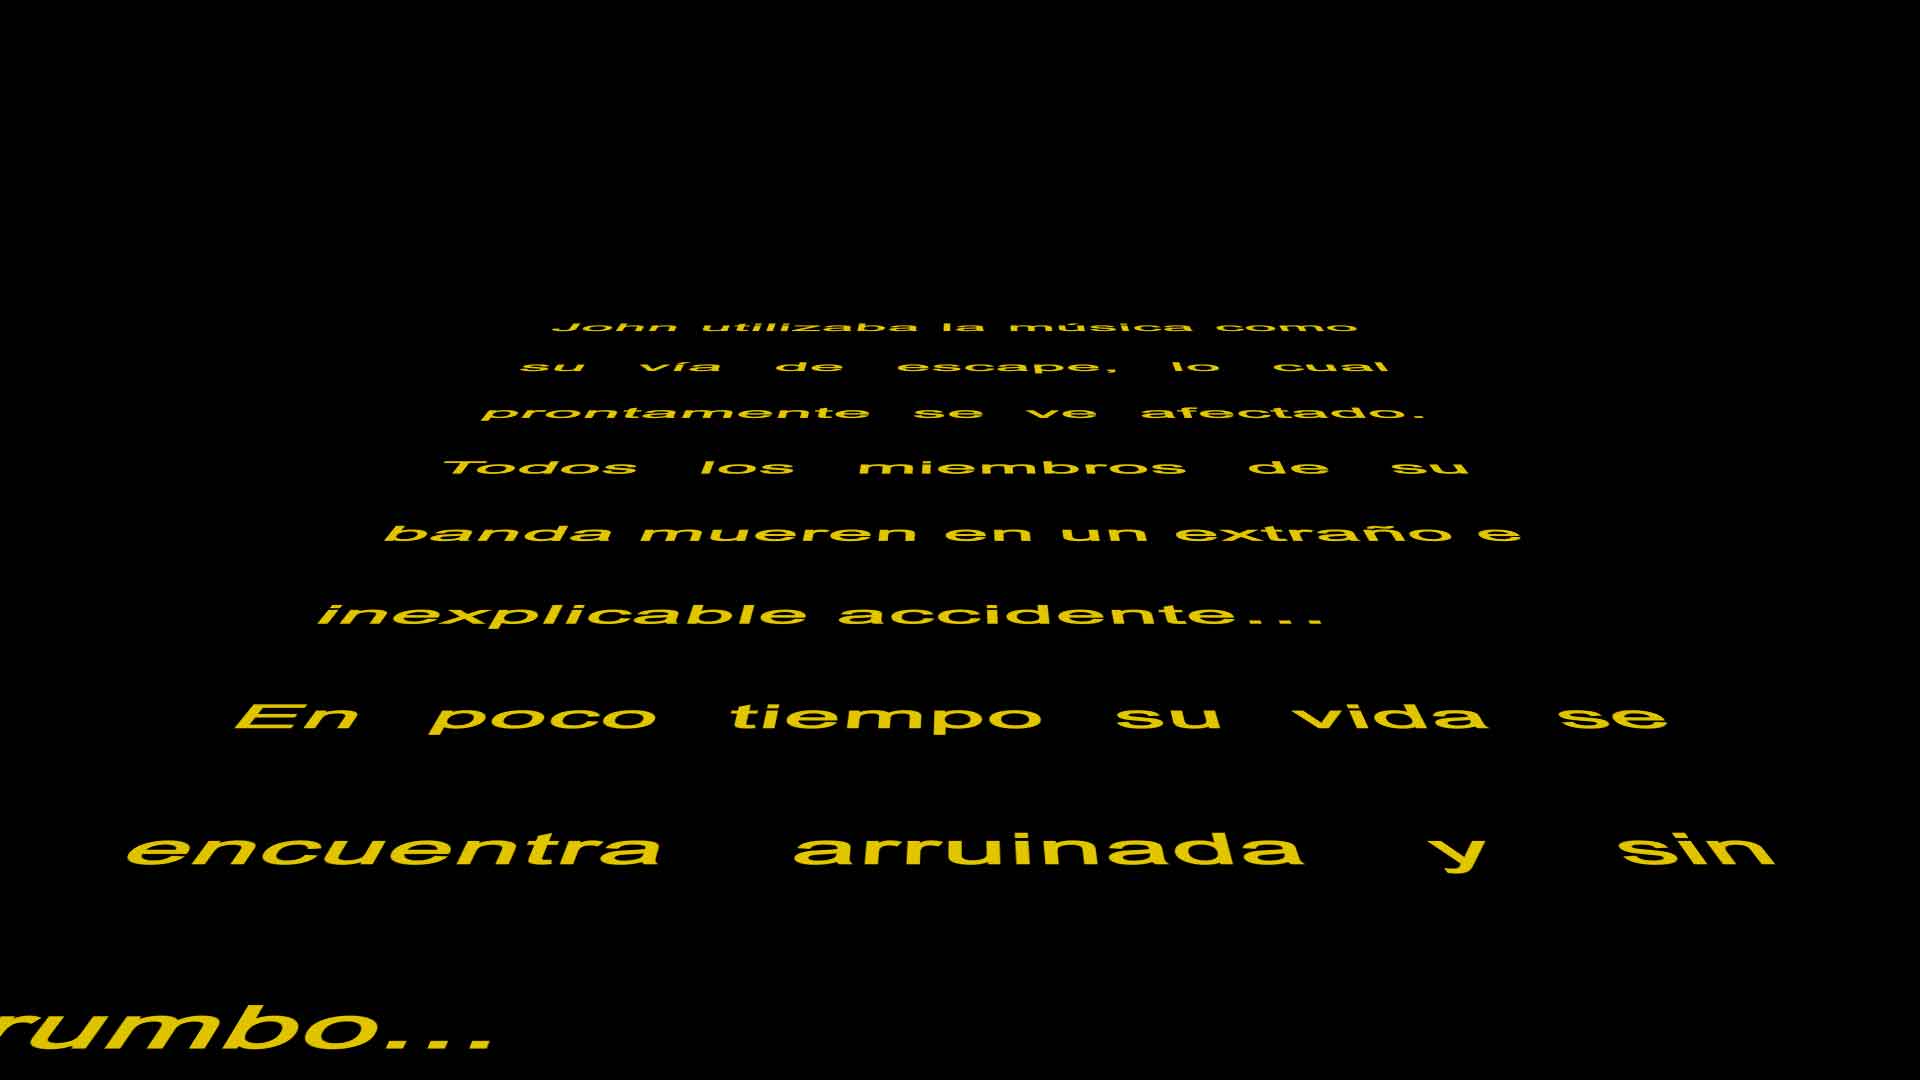 John utilizaba la música como
su vía de escape, lo cual
prontamente se ve afectado.
Todos los miembros de su
banda mueren en un extraño e
inexplicable accidente...
En poco tiempo su vida se
encuentra arruinada y sin
rumbo...